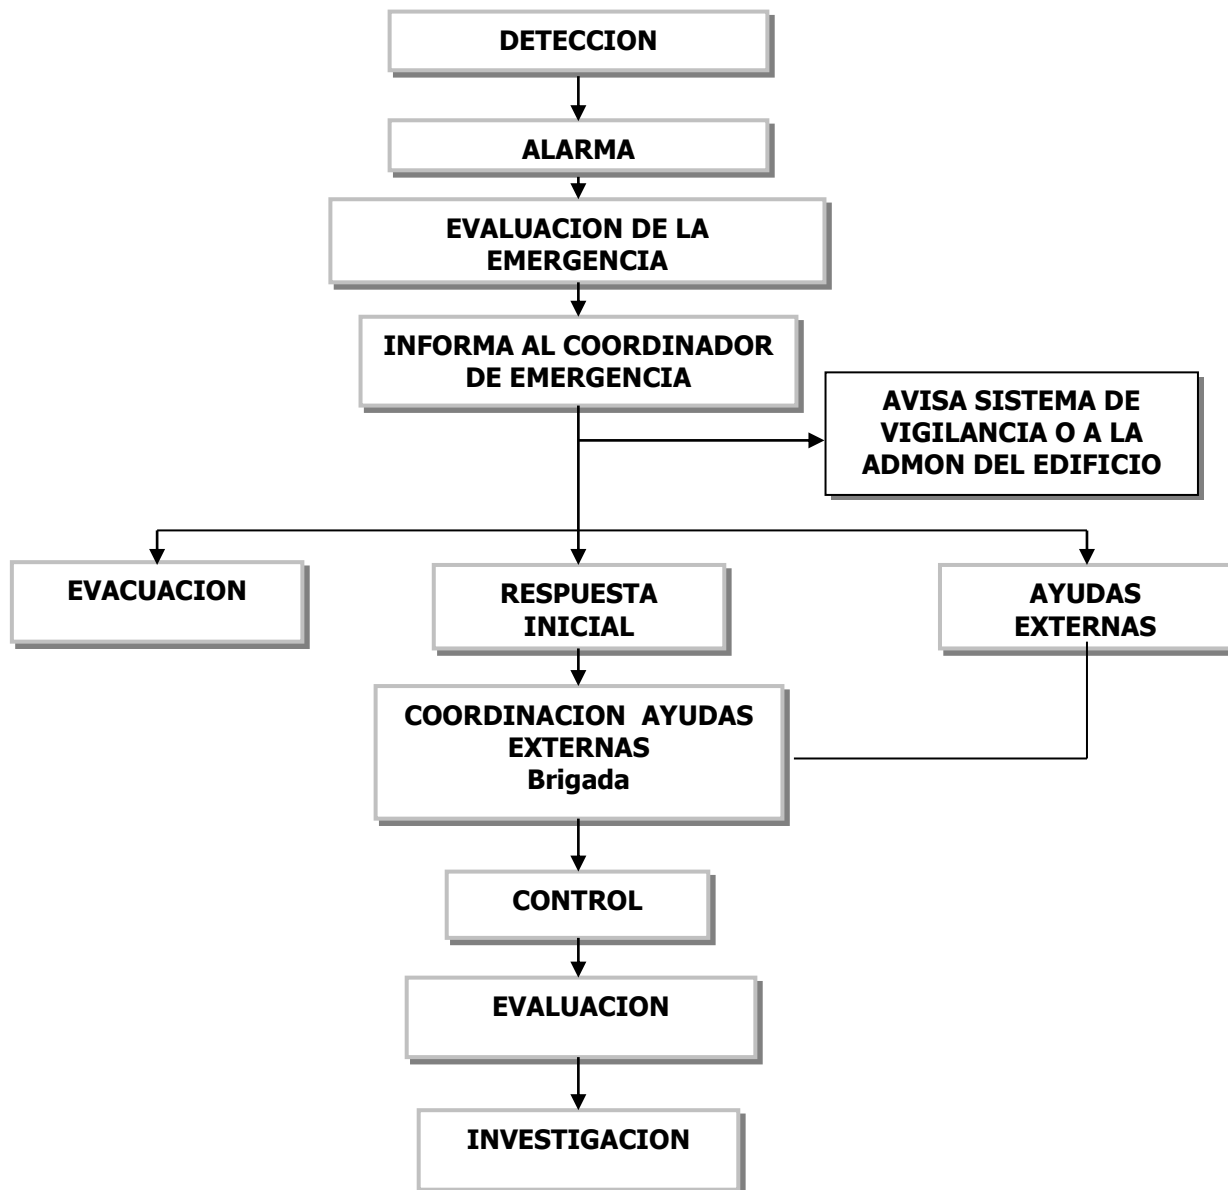 DETECCION
ALARMA
EVALUACION DE LA
EMERGENCIA
INFORMA AL COORDINADOR
DE EMERGENCIA
AVISA SISTEMA DE
VIGILANCIA O A LA
ADMON DEL EDIFICIO
EVACUACION
RESPUESTA
INICIAL
AYUDAS
EXTERNAS
COORDINACION  AYUDAS
EXTERNAS
Brigada
CONTROL
EVALUACION
INVESTIGACION